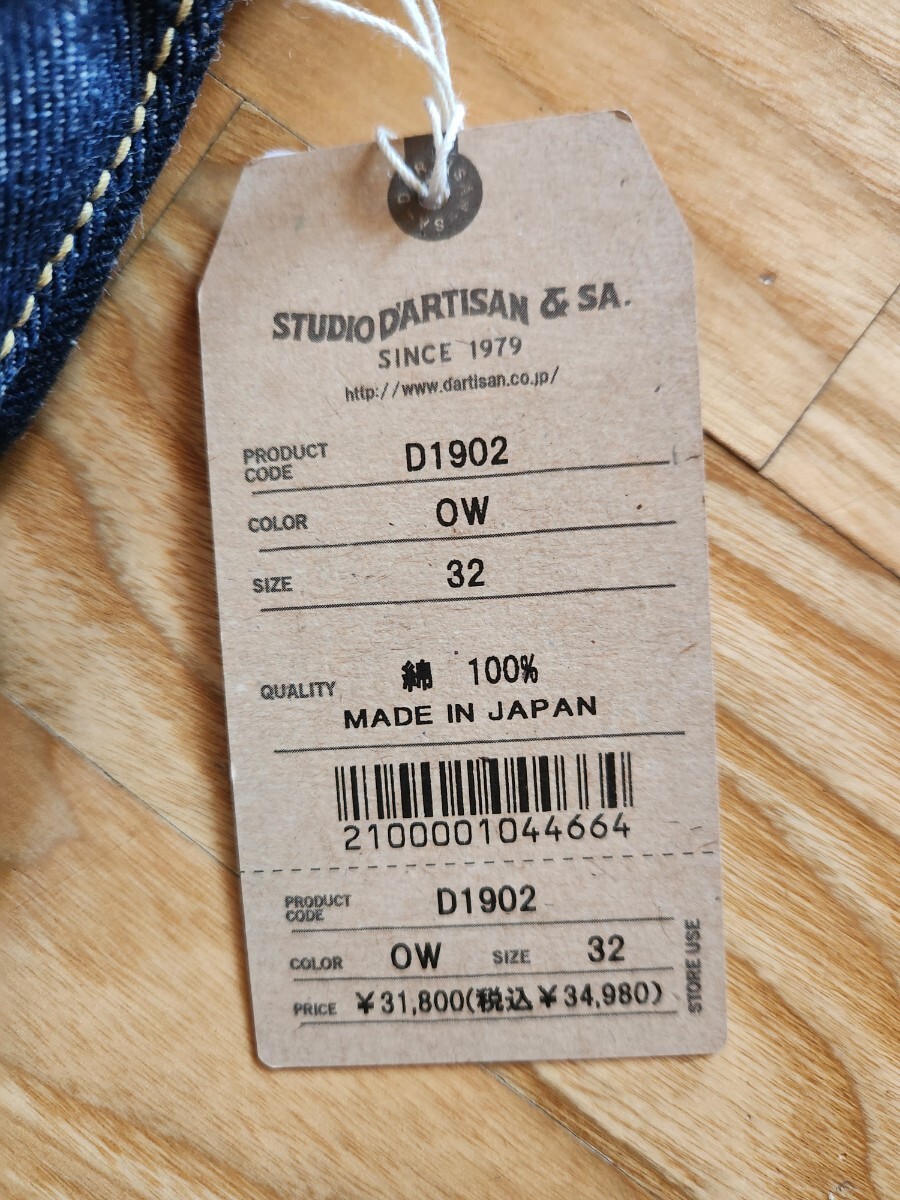 STUDIO D'ARTISAN & SA.
SINCE 1979
http://www.dartisan.co.jp/
PRODUCT CODE D1902
COLOR OW
SIZE 32
QUALITY 綿 100%
MADE IN JAPAN
2100001044664
PRODUCT CODE D1902
COLOR OW SIZE 32
PRICE ¥31,800(税込¥34,980)
STORE USE